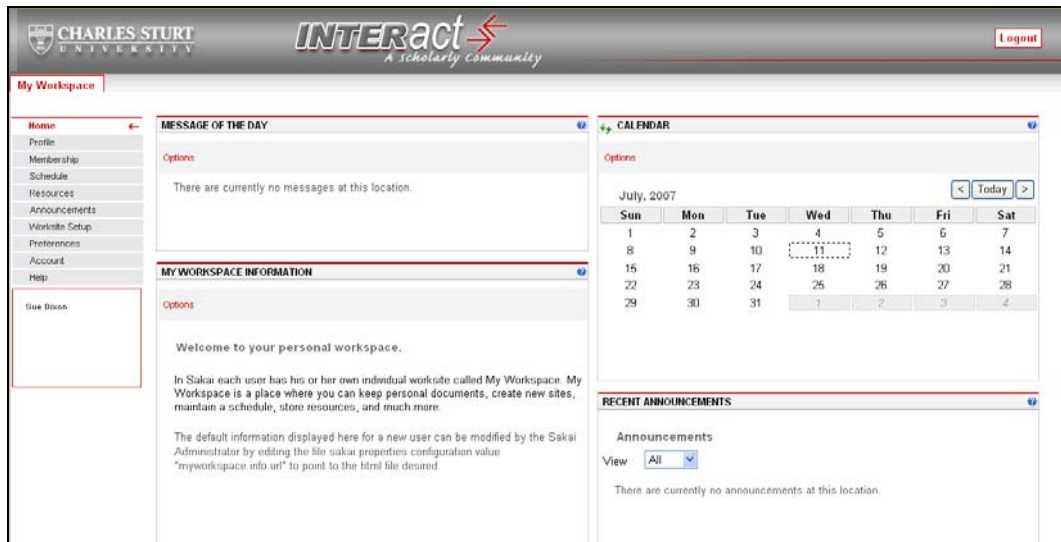 CHARLES STURT
UNIVERSITY
INTERact
A scholarly Community
Logout
My Workspace
Home
Profile
Membership
Schedule
Resources
Announcements
Worksite Setup
Preferences
Account
Help
Sue Dixon
MESSAGE OF THE DAY
Options
There are currently no messages at this location.
MY WORKSPACE INFORMATION
Options
Welcome to your personal workspace.
In Sakai each user has his or her own individual worksite called My Workspace. My
Workspace is a place where you can keep personal documents, create new sites,
maintain a schedule, store resources, and much more.
The default information displayed here for a new user can be modified by the Sakai
Administrator by editing the file sakai.properties configuration value
"myworkspace.info.url" to point to the html file desired.
CALENDAR
Options
July, 2007
< Today >
Sun Mon Tue Wed Thu Fri Sat
1 2 3 4 5 6 7
8 9 10 11 12 13 14
15 16 17 18 19 20 21
22 23 24 25 26 27 28
29 30 31 1 2 3 4
RECENT ANNOUNCEMENTS
Announcements
View All
There are currently no announcements at this location.